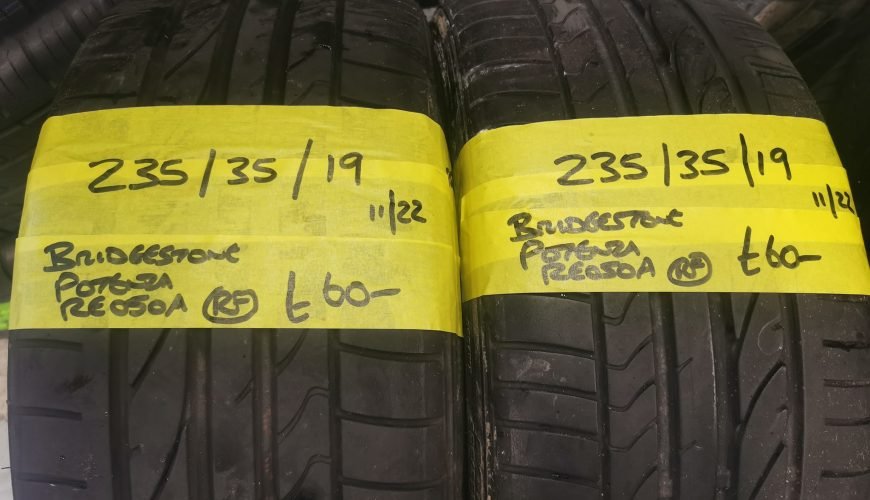 235/35/19
11/22
BRIDGESTONE
POTENZA
RE050A RF £60-
235/35/19
11/22
BRIDGESTONE
POTENZA
RE050A RF £60-